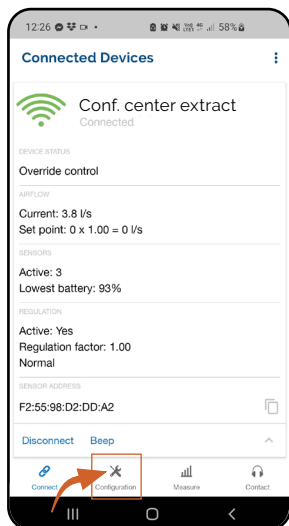 12:26
58%
Connected Devices
Conf. center extract
Connected
DEVICE STATUS
Override control
AIRFLOW
Current: 3.8 l/s
Set point: 0 x 1.00 = 0 l/s
SENSORS
Active: 3
Lowest battery: 93%
REGULATION
Active: Yes
Regulation factor: 1.00
Normal
SENSOR ADDRESS
F2:55:98:D2:DD:A2
Disconnect Beep
Connect Configuration Measure Contact